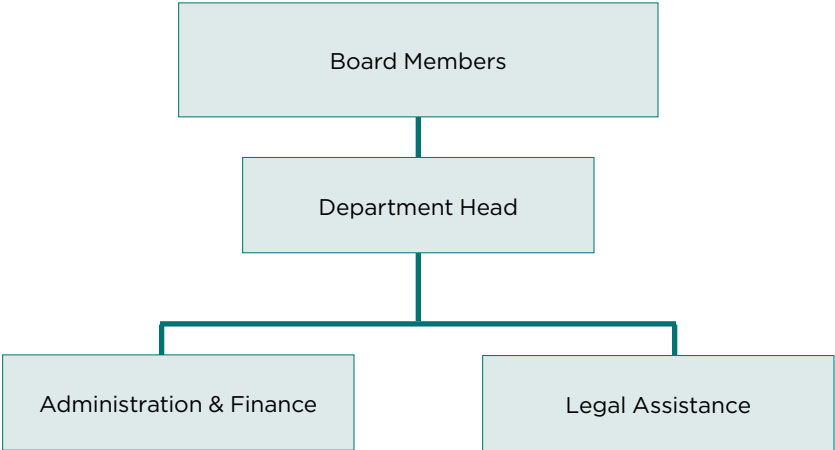 Board Members
Department Head
Administration & Finance
Legal Assistance